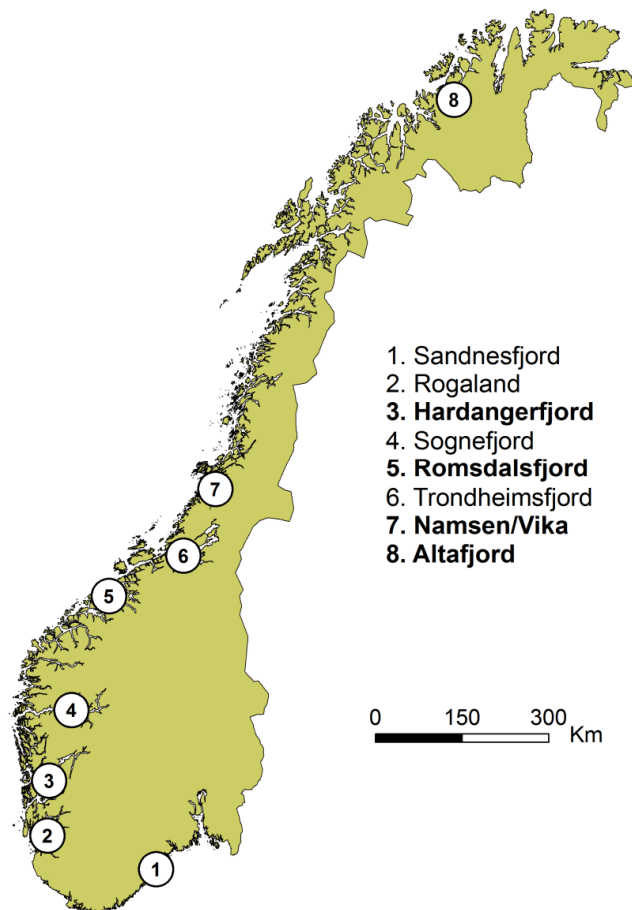 8
1. Sandnesfjord
2. Rogaland
3. Hardangerfjord
4. Sognefjord
5. Romsdalsfjord
6. Trondheimsfjord
7. Namsen/Vika
8. Altafjord
7
6
5
4
0 150 300
Km
3
2
1